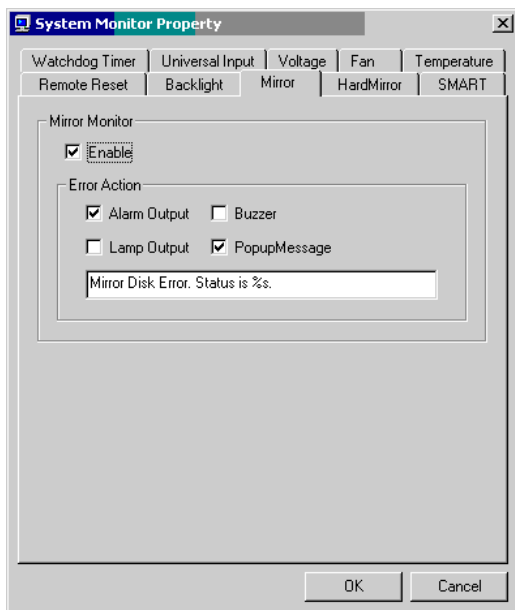 System Monitor Property
Watchdog Timer Universal Input Voltage Fan Temperature
Remote Reset Backlight Mirror HardMirror SMART
Mirror Monitor
Enable
Error Action
Alarm Output Buzzer
Lamp Output PopupMessage
Mirror Disk Error. Status is %s.
OK Cancel